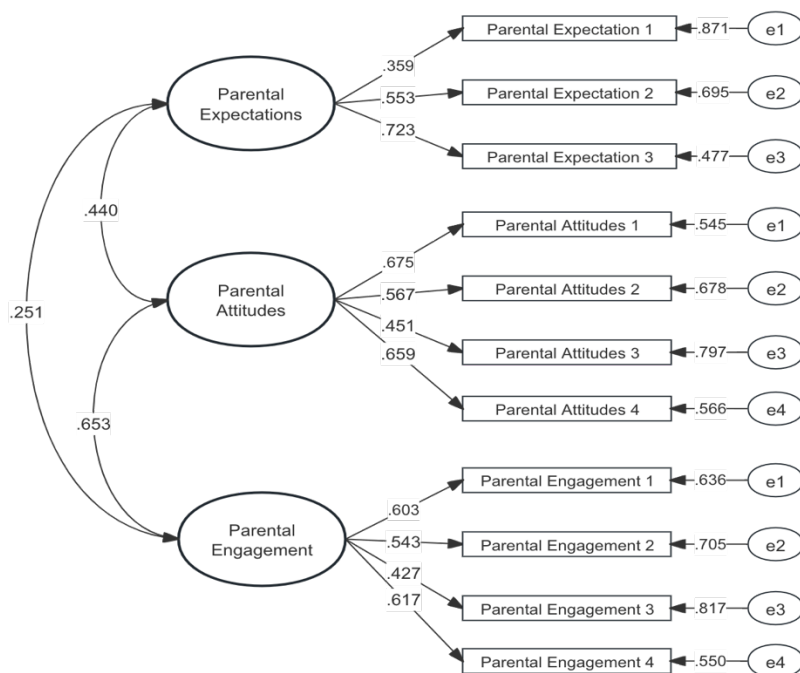 Parental Expectation 1
.871
e1
.359
Parental
Expectations
.553
Parental Expectation 2
.695
e2
.723
Parental Expectation 3
.477
e3
.440
Parental Attitudes 1
.545
e1
.675
Parental
Attitudes
.567
Parental Attitudes 2
.678
e2
.251
.451
Parental Attitudes 3
.797
e3
.659
Parental Attitudes 4
.566
e4
.653
Parental Engagement 1
.636
e1
.603
Parental
Engagement
.543
Parental Engagement 2
.705
e2
.427
Parental Engagement 3
.817
e3
.617
Parental Engagement 4
.550
e4